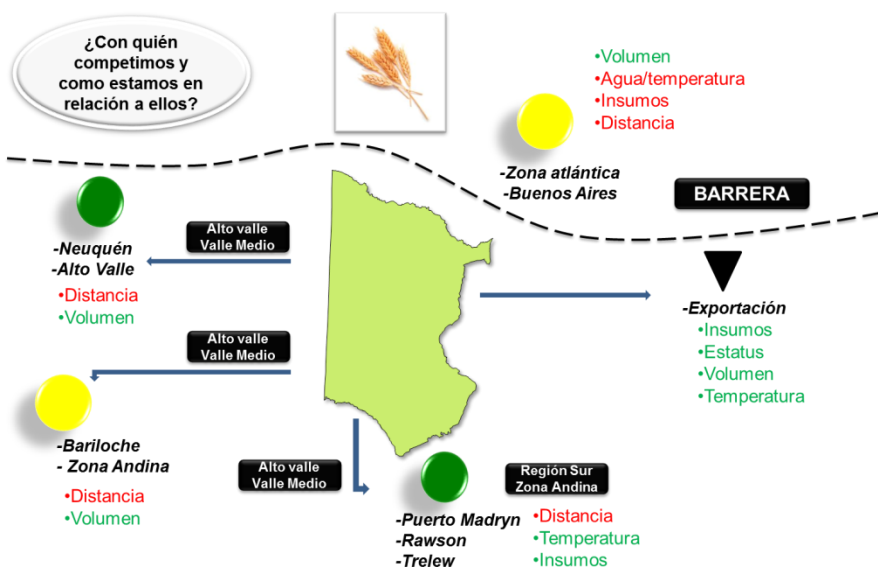 ¿Con quién
competimos y
como estamos en
relación a ellos?
•Volumen
•Agua/temperatura
•Insumos
•Distancia
-Zona atlántica
-Buenos Aires
BARRERA
Alto valle
Valle Medio
-Neuquén
-Alto Valle
•Distancia
•Volumen
-Exportación
•Insumos
•Estatus
•Volumen
•Temperatura
Alto valle
Valle Medio
-Bariloche
- Zona Andina
•Distancia
•Volumen
Alto valle
Valle Medio
Región Sur
Zona Andina
-Puerto Madryn
-Rawson
-Trelew
•Distancia
•Temperatura
•Insumos